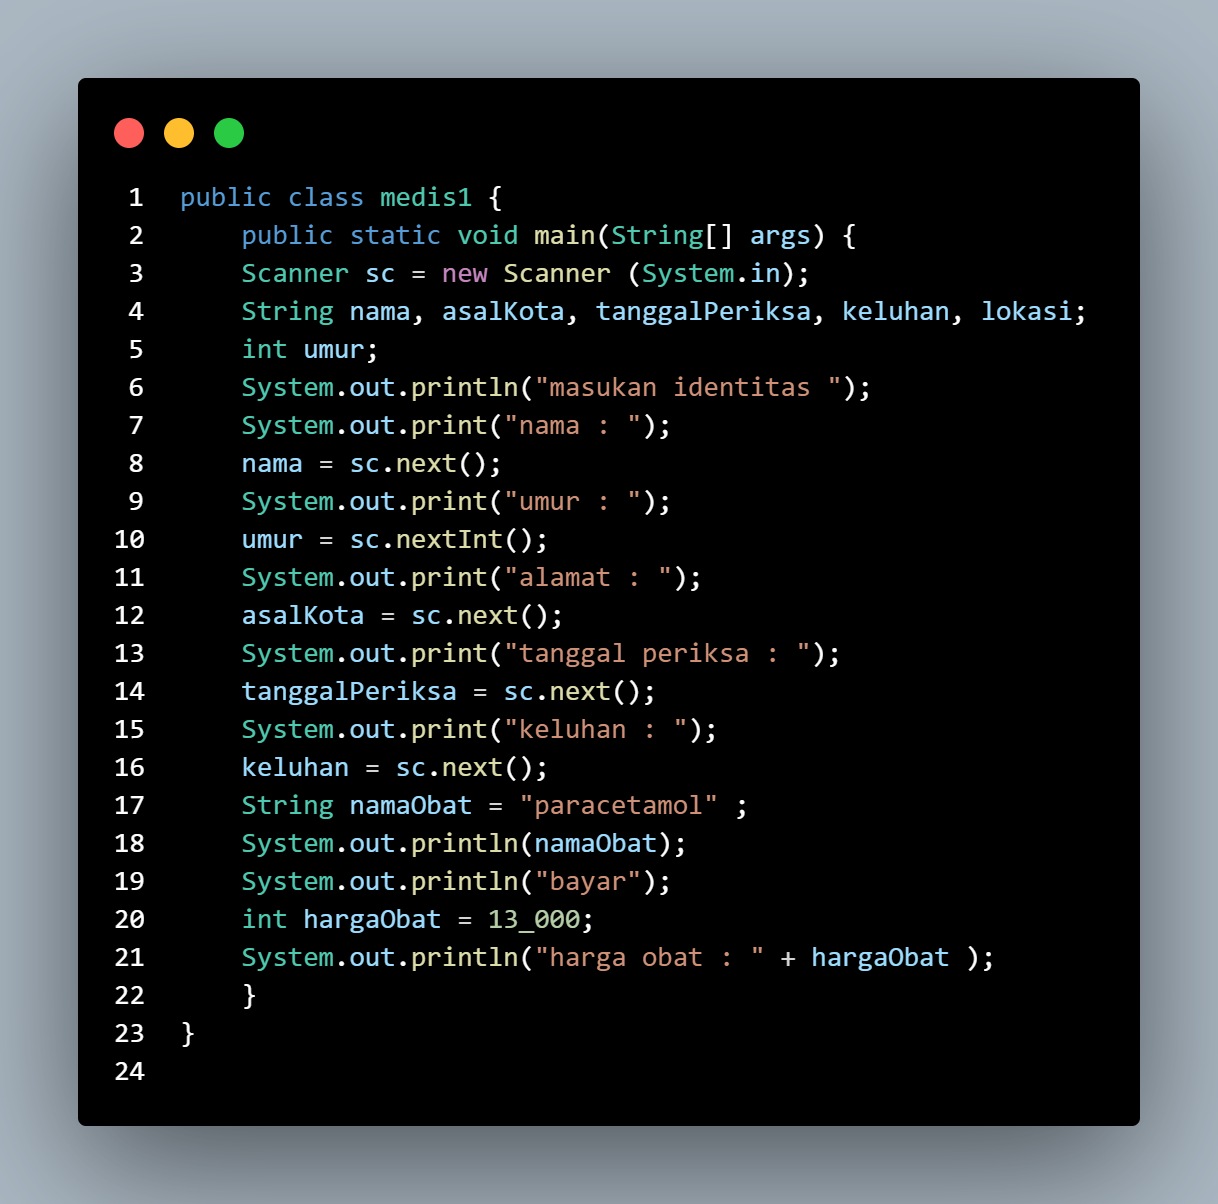 1 public class medis1 {
2     public static void main(String[] args) {
3     Scanner sc = new Scanner (System.in);
4     String nama, asalKota, tanggalPeriksa, keluhan, lokasi;
5     int umur;
6     System.out.println("masukan identitas ");
7     System.out.print("nama : ");
8     nama = sc.next();
9     System.out.print("umur : ");
10     umur = sc.nextInt();
11     System.out.print("alamat : ");
12     asalKota = sc.next();
13     System.out.print("tanggal periksa : ");
14     tanggalPeriksa = sc.next();
15     System.out.print("keluhan : ");
16     keluhan = sc.next();
17     String namaObat = "paracetamol" ;
18     System.out.println(namaObat);
19     System.out.println("bayar");
20     int hargaObat = 13_000;
21     System.out.println("harga obat : " + hargaObat );
22     }
23 }
24